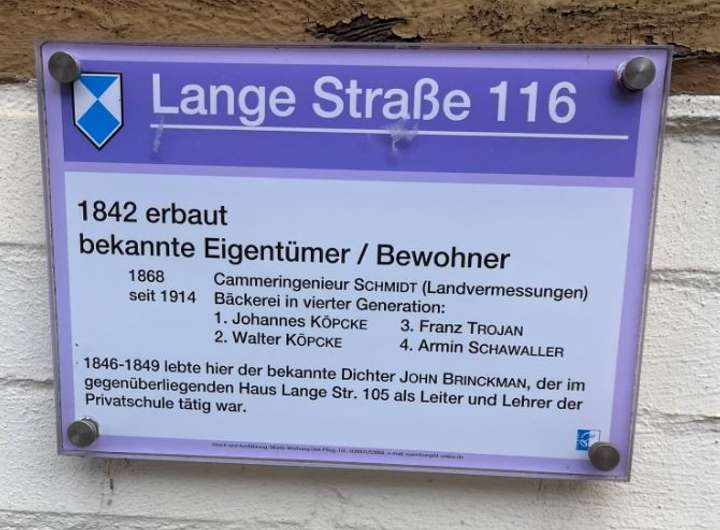 Lange Straße 116
1842 erbaut
bekannte Eigentümer / Bewohner
1868 Cammeringenieur SCHMIDT (Landvermessungen)
seit 1914 Bäckerei in vierter Generation:
1. Johannes KÖPCKE 3. Franz TROJAN
2. Walter KÖPCKE 4. Armin SCHAWALLER
1846-1849 lebte hier der bekannte Dichter JOHN BRINCKMAN, der im
gegenüberliegenden Haus Lange Str. 105 als Leiter und Lehrer der
Privatschule tätig war.